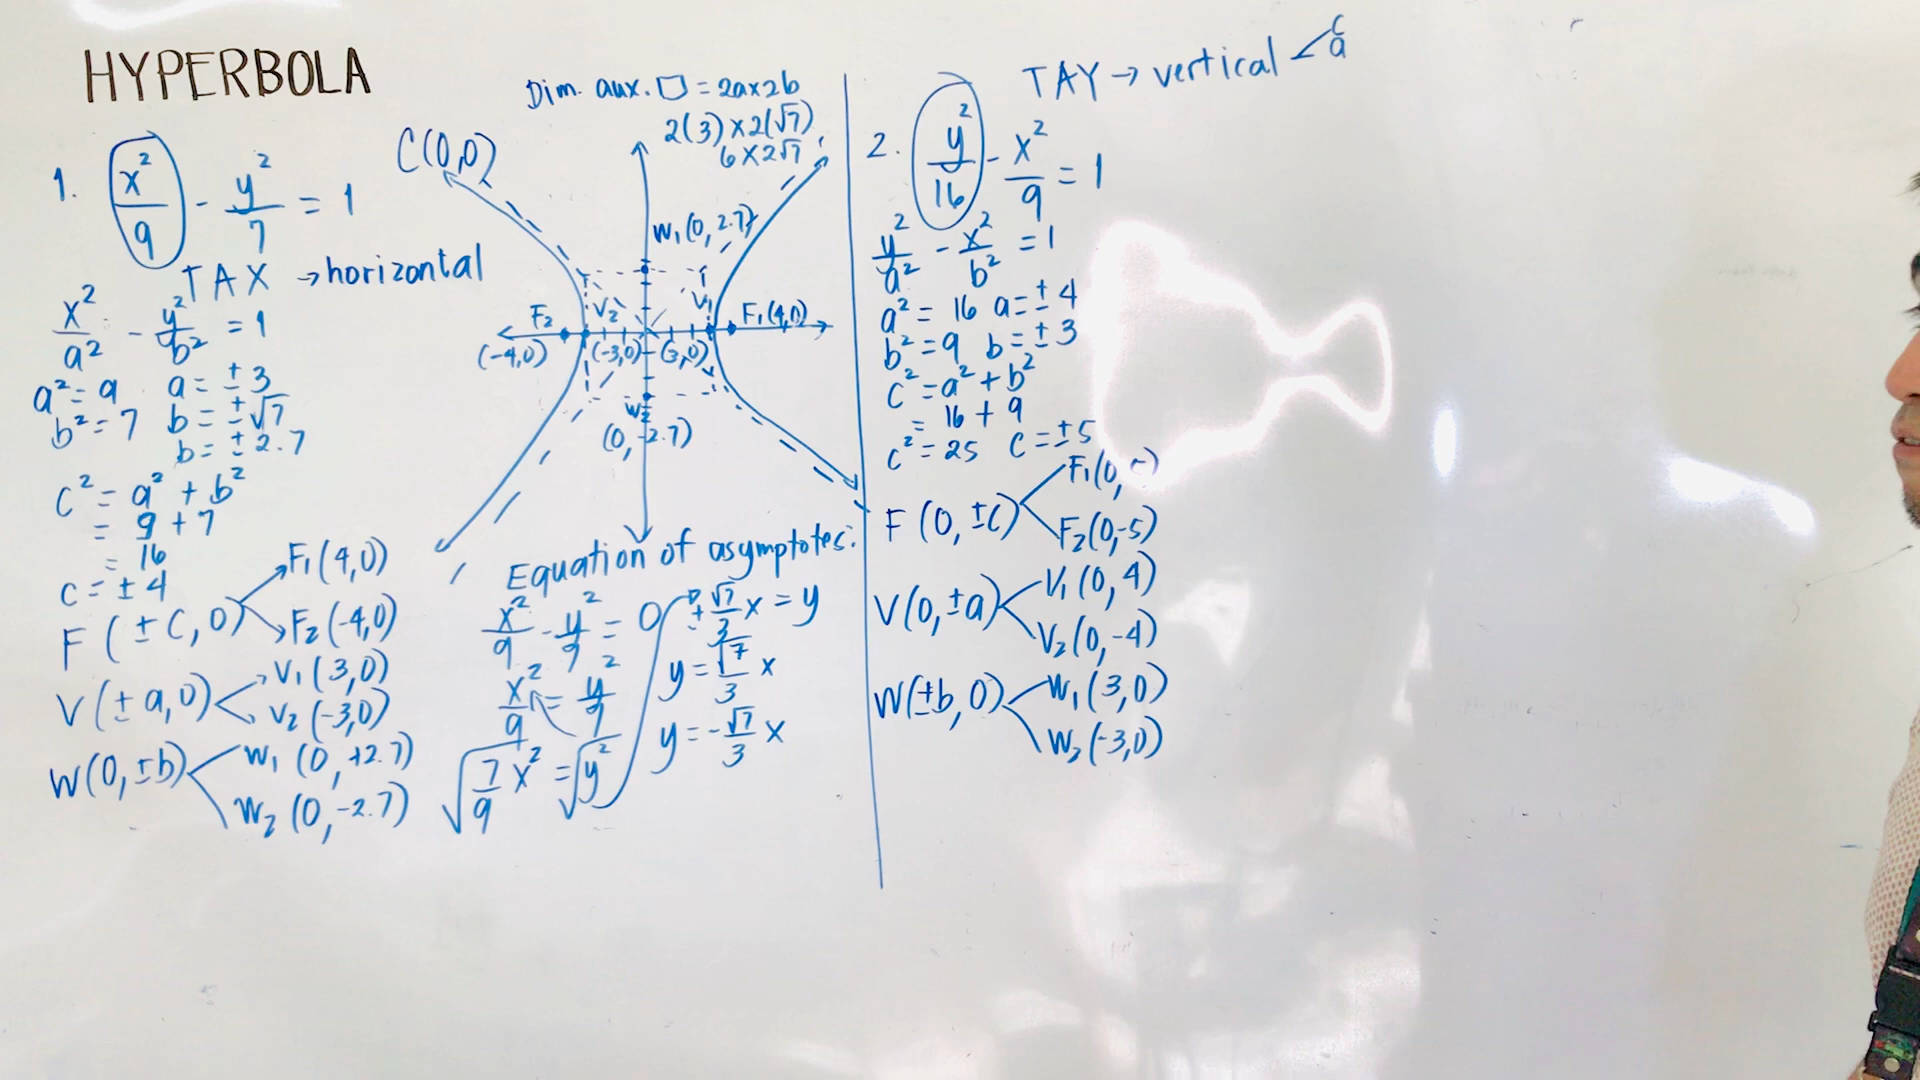 HYPERBOLA
1. x²/9 - y²/7 = 1
TAX → horizontal
x²/a² - y²/b² = 1
a² = 9 a = ± 3
b² = 7 b = ± √7
b = ± 2.7
c² = a² + b²
= 9 + 7
= 16
c = ± 4
F (± C, 0) F₁ (4,0)
F₂ (-4,0)
V (± a, 0) V₁ (3,0)
V₂ (-3,0)
W (0, ± b) W₁ (0, +2.7)
W₂ (0, -2.7)
C(0,0)
Dim. aux. □ = 2a x 2b
2(3) x 2(√7)
6 x 2√7
W₁ (0, 2.7)
F₂ V₂ V₁ F₁ (4,0)
(-4,0) (-3,0) (3,0)
W₂
(0, -2.7)
Equation of asymptotes:
x²/9 - y²/7 = 0
x²/9 = y²/7
√7/9 x² = √y²
± √7/3 x = y
y = √7/3 x
y = -√7/3 x
TAY → vertical < c a
2. y²/16 - x²/9 = 1
y²/a² - x²/b² = 1
a² = 16 a = ± 4
b² = 9 b = ± 3
c² = a² + b²
= 16 + 9
c² = 25 c = ± 5
F (0, ± C) F₁ (0,
F₂ (0,-5)
V (0, ± a) V₁ (0, 4)
V₂ (0, -4)
W (± b, 0) W₁ (3,0)
W₂ (-3,0)